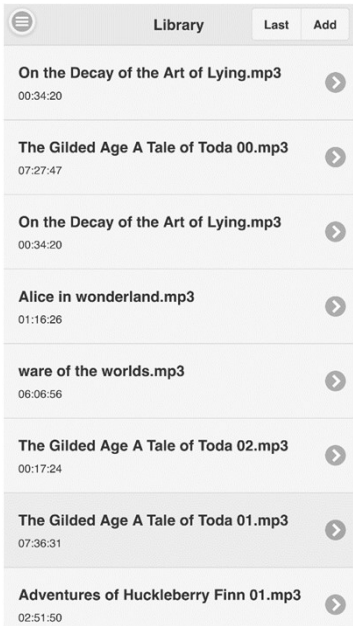 Library
Last
Add
On the Decay of the Art of Lying.mp3
00:34:20
The Gilded Age A Tale of Toda 00.mp3
07:27:47
On the Decay of the Art of Lying.mp3
00:34:20
Alice in wonderland.mp3
01:16:26
ware of the worlds.mp3
06:06:56
The Gilded Age A Tale of Toda 02.mp3
00:17:24
The Gilded Age A Tale of Toda 01.mp3
07:36:31
Adventures of Huckleberry Finn 01.mp3
02:51:50